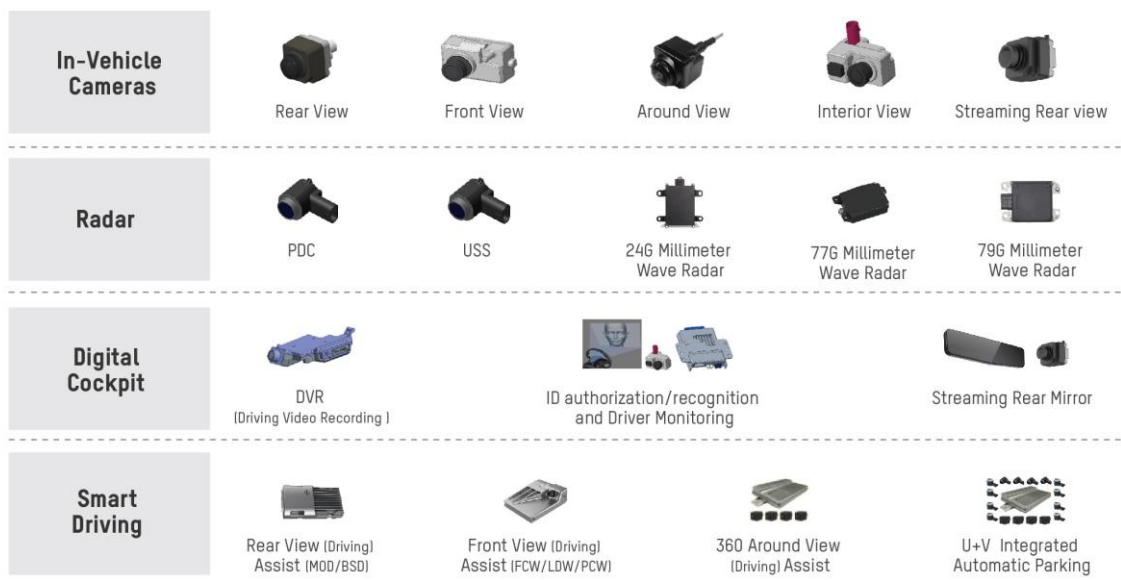 In-Vehicle
Cameras
Rear View
Front View
Around View
Interior View
Streaming Rear view
Radar
PDC
USS
24G Millimeter
Wave Radar
77G Millimeter
Wave Radar
79G Millimeter
Wave Radar
Digital
Cockpit
DVR
(Driving Video Recording )
ID authorization/recognition
and Driver Monitoring
Streaming Rear Mirror
Smart
Driving
Rear View (Driving)
Assist (MOD/BSD)
Front View (Driving)
Assist (FCW/LDW/PCW)
360 Around View
(Driving) Assist
U+V Integrated
Automatic Parking